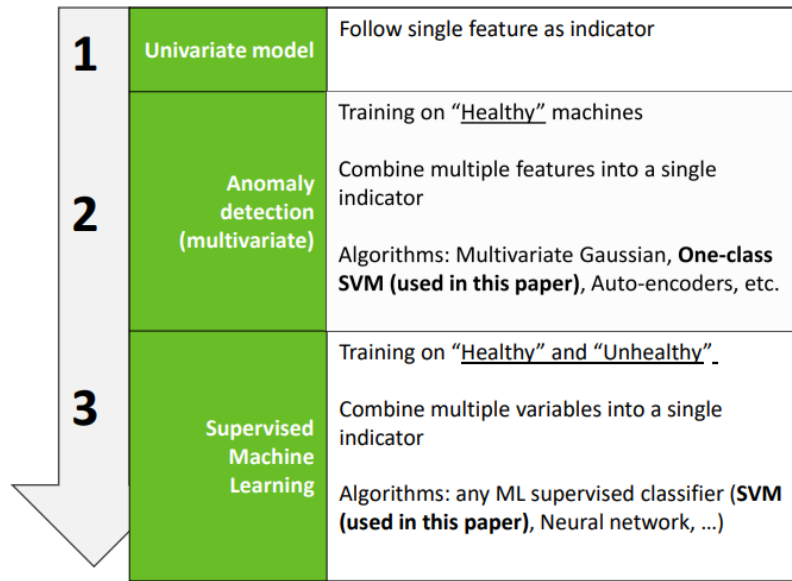 1
Univariate model
Follow single feature as indicator
2
Anomaly
detection
(multivariate)
Training on “Healthy” machines
Combine multiple features into a single
indicator
Algorithms: Multivariate Gaussian, One-class
SVM (used in this paper), Auto-encoders, etc.
3
Supervised
Machine
Learning
Training on “Healthy” and “Unhealthy”
Combine multiple variables into a single
indicator
Algorithms: any ML supervised classifier (SVM
(used in this paper), Neural network, …)